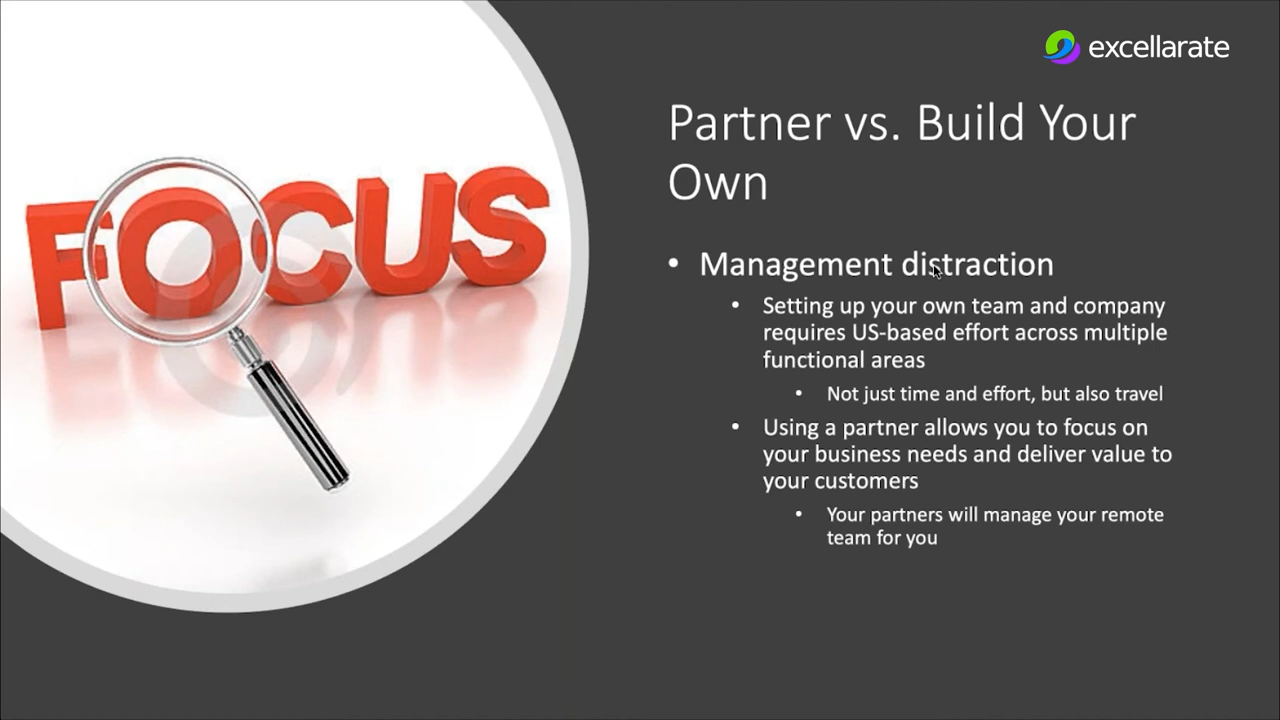 excellarate
FOCUS
Partner vs. Build Your
Own
• Management distraction
• Setting up your own team and company
requires US-based effort across multiple
functional areas
• Not just time and effort, but also travel
• Using a partner allows you to focus on
your business needs and deliver value to
your customers
• Your partners will manage your remote
team for you